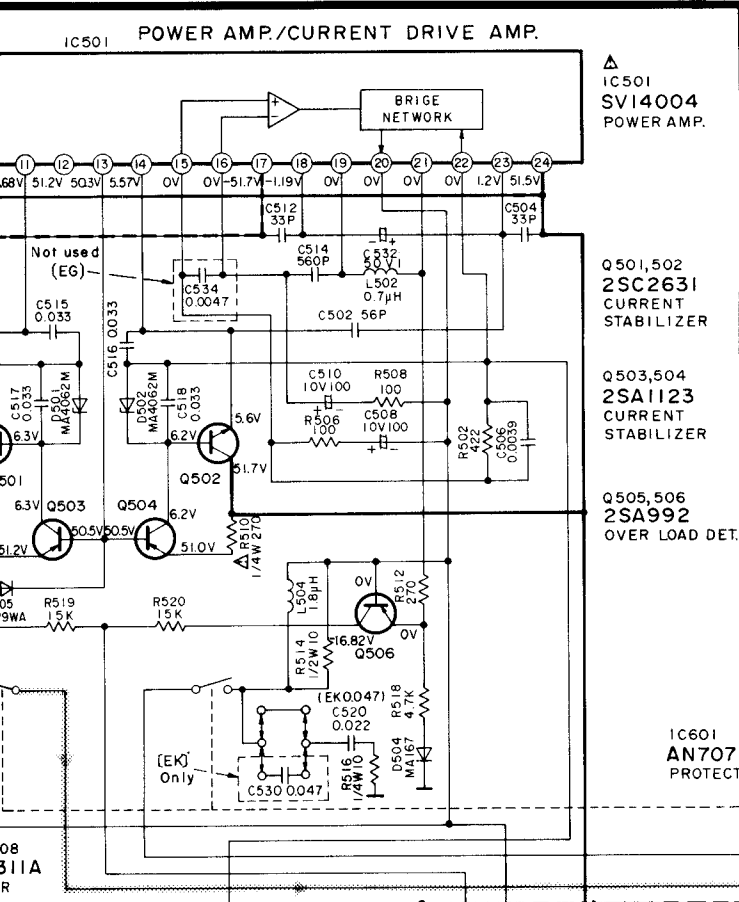 IC501
POWER AMP./CURRENT DRIVE AMP.
BRIGE
NETWORK
IC501
SV14004
POWER AMP.
11 12 13 14 15 16 17 18 19 20 21 22 23 24
.68V 51.2V 50.3V 5.57V 0V 0V -51.7V -1.19V 0V 0V 0V 0V 1.2V 51.5V
C512
33P
C504
33P
Not used
(EG)
C534
0.0047
C514
560P
C532
50V1
L502
0.7μH
C502 56P
Q501,502
2SC2631
CURRENT
STABILIZER
C515
0.033
C516 0.033
C517
0.033
D501
MA4062M
D502
MA4062M
C518
0.033
C510
10V100
R508
100
R506
100
C508
10V100
R502
422
C506
0.0039
Q503,504
2SA1123
CURRENT
STABILIZER
6.3V
6.2V
5.6V
501
Q502
51.7V
6.3V
Q503
Q504
6.2V
50.5V
50.5V
51.2V
51.0V
R510
1/4W 270
Q505,506
2SA992
OVER LOAD DET.
05
9WA
R519
15K
R520
15K
L504
1.8μH
0V
R512
270
R514
1/2W10
-16.82V
0V
Q506
(EK0.047)
C520
0.022
R518
4.7K
[EK]
Only
C530 0.047
R516
1/4W10
D504
MA167
IC601
AN707
PROTECT
08
311A
R